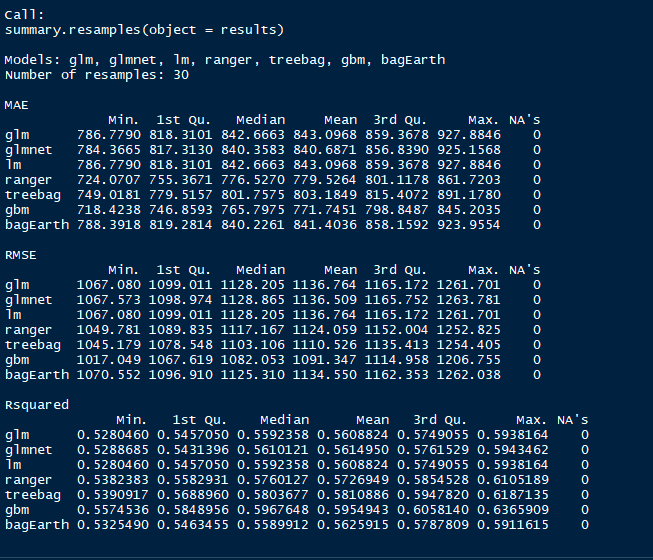 Call:
summary.resamples(object = results)
Models: glm, glmnet, lm, ranger, treebag, gbm, bagEarth
Number of resamples: 30
MAE
Min. 1st Qu. Median Mean 3rd Qu. Max. NA's
glm 786.7790 818.3101 842.6663 843.0968 859.3678 927.8846 0
glmnet 784.3665 817.3130 840.3583 840.6871 856.8390 925.1568 0
lm 786.7790 818.3101 842.6663 843.0968 859.3678 927.8846 0
ranger 724.0707 755.3671 776.5270 779.5264 801.1178 861.7203 0
treebag 749.0181 779.5157 801.7575 803.1849 815.4072 891.1780 0
gbm 718.4238 746.8593 765.7975 771.7451 798.8487 845.2035 0
bagEarth 788.3918 819.2814 840.2261 841.4036 858.1592 923.9554 0
RMSE
Min. 1st Qu. Median Mean 3rd Qu. Max. NA's
glm 1067.080 1099.011 1128.205 1136.764 1165.172 1261.701 0
glmnet 1067.573 1098.974 1128.865 1136.509 1165.752 1263.781 0
lm 1067.080 1099.011 1128.205 1136.764 1165.172 1261.701 0
ranger 1049.781 1089.835 1117.167 1124.059 1152.004 1252.825 0
treebag 1045.179 1078.548 1103.106 1110.526 1135.413 1254.405 0
gbm 1017.049 1067.619 1082.053 1091.347 1114.958 1206.755 0
bagEarth 1070.552 1096.910 1125.310 1134.550 1162.353 1262.038 0
Rsquared
Min. 1st Qu. Median Mean 3rd Qu. Max. NA's
glm 0.5280460 0.5457050 0.5592358 0.5608824 0.5749055 0.5938164 0
glmnet 0.5288685 0.5431396 0.5610121 0.5614950 0.5761529 0.5943462 0
lm 0.5280460 0.5457050 0.5592358 0.5608824 0.5749055 0.5938164 0
ranger 0.5382383 0.5582931 0.5760127 0.5726949 0.5854528 0.6105189 0
treebag 0.5390917 0.5688960 0.5803677 0.5810886 0.5947820 0.6187135 0
gbm 0.5574536 0.5848956 0.5967648 0.5954943 0.6058140 0.6365909 0
bagEarth 0.5325490 0.5463455 0.5589912 0.5625915 0.5787809 0.5911615 0